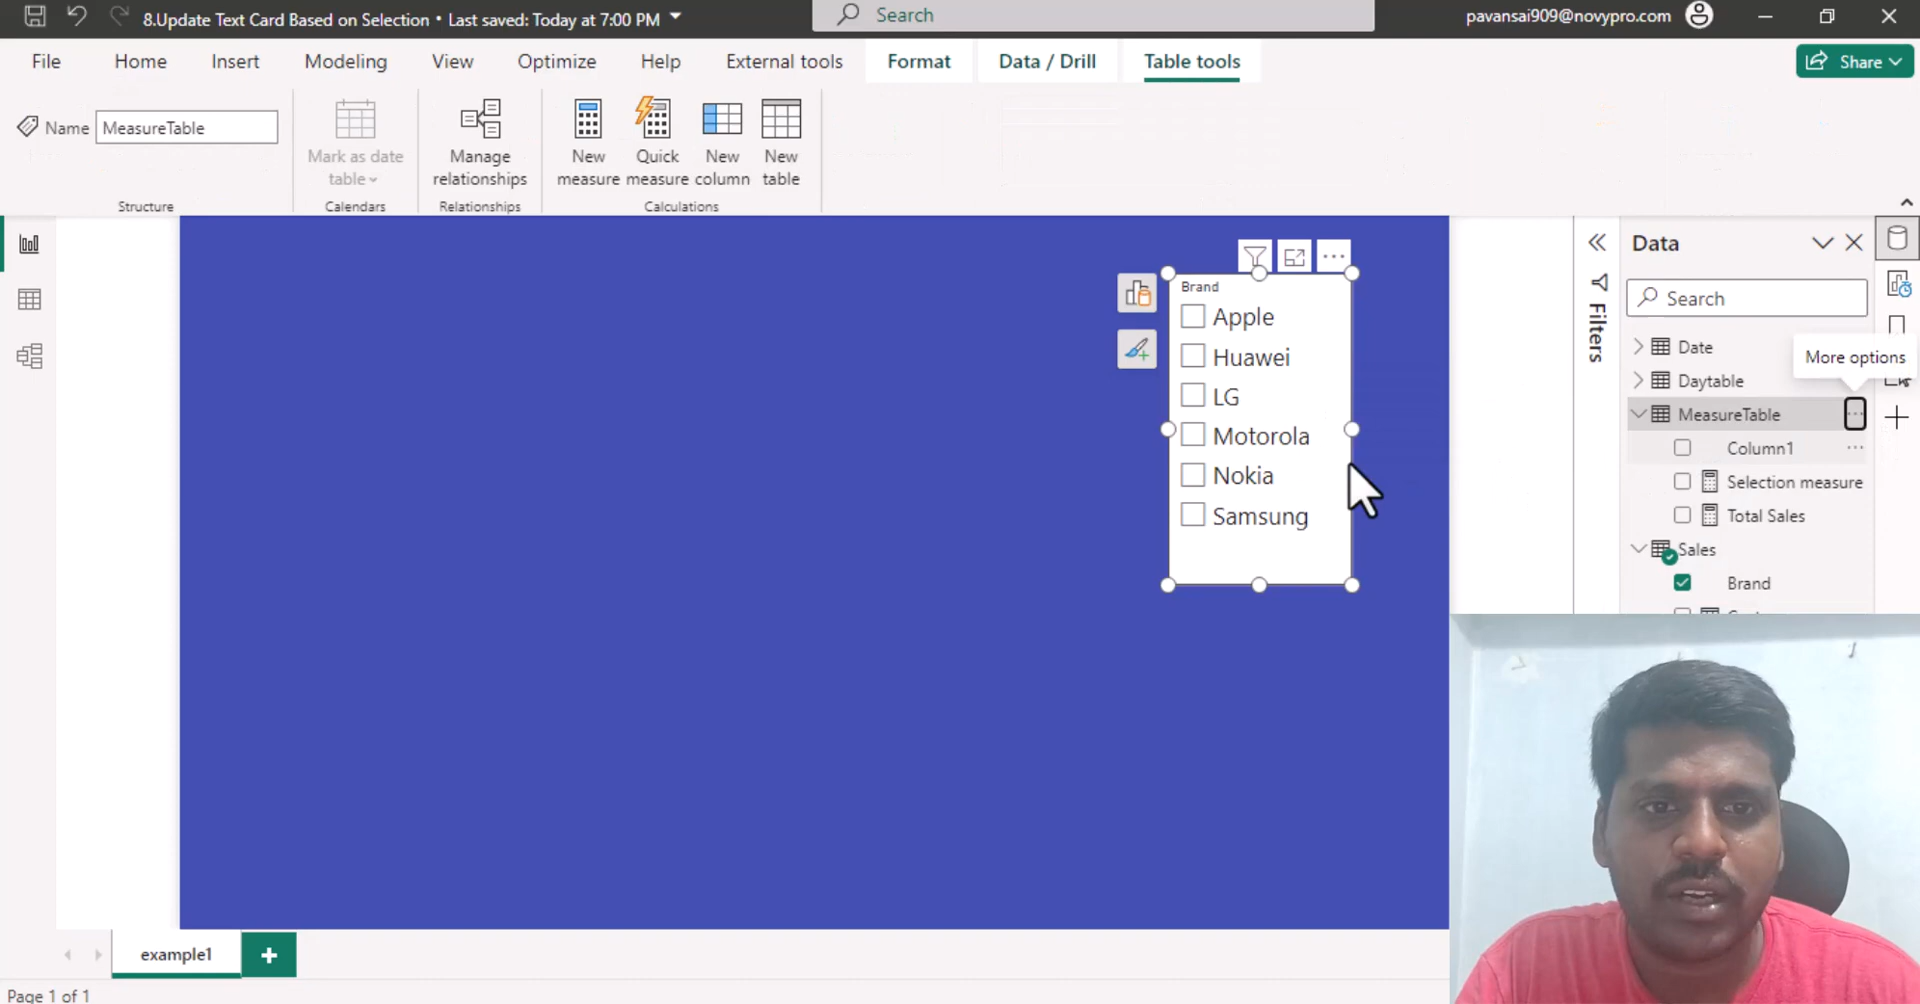 8.Update Text Card Based on Selection • Last saved: Today at 7:00 PM
Search
pavansai909@novypro.com
File
Home
Insert
Modeling
View
Optimize
Help
External tools
Format
Data / Drill
Table tools
Share
Name
MeasureTable
Mark as date
table
Manage
relationships
New
measure
Quick
measure
New
column
New
table
Structure
Calendars
Relationships
Calculations
Brand
Apple
Huawei
LG
Motorola
Nokia
Samsung
Filters
Data
Search
Date
More options
Daytable
MeasureTable
Column1
Selection measure
Total Sales
Sales
Brand
example1
Page 1 of 1